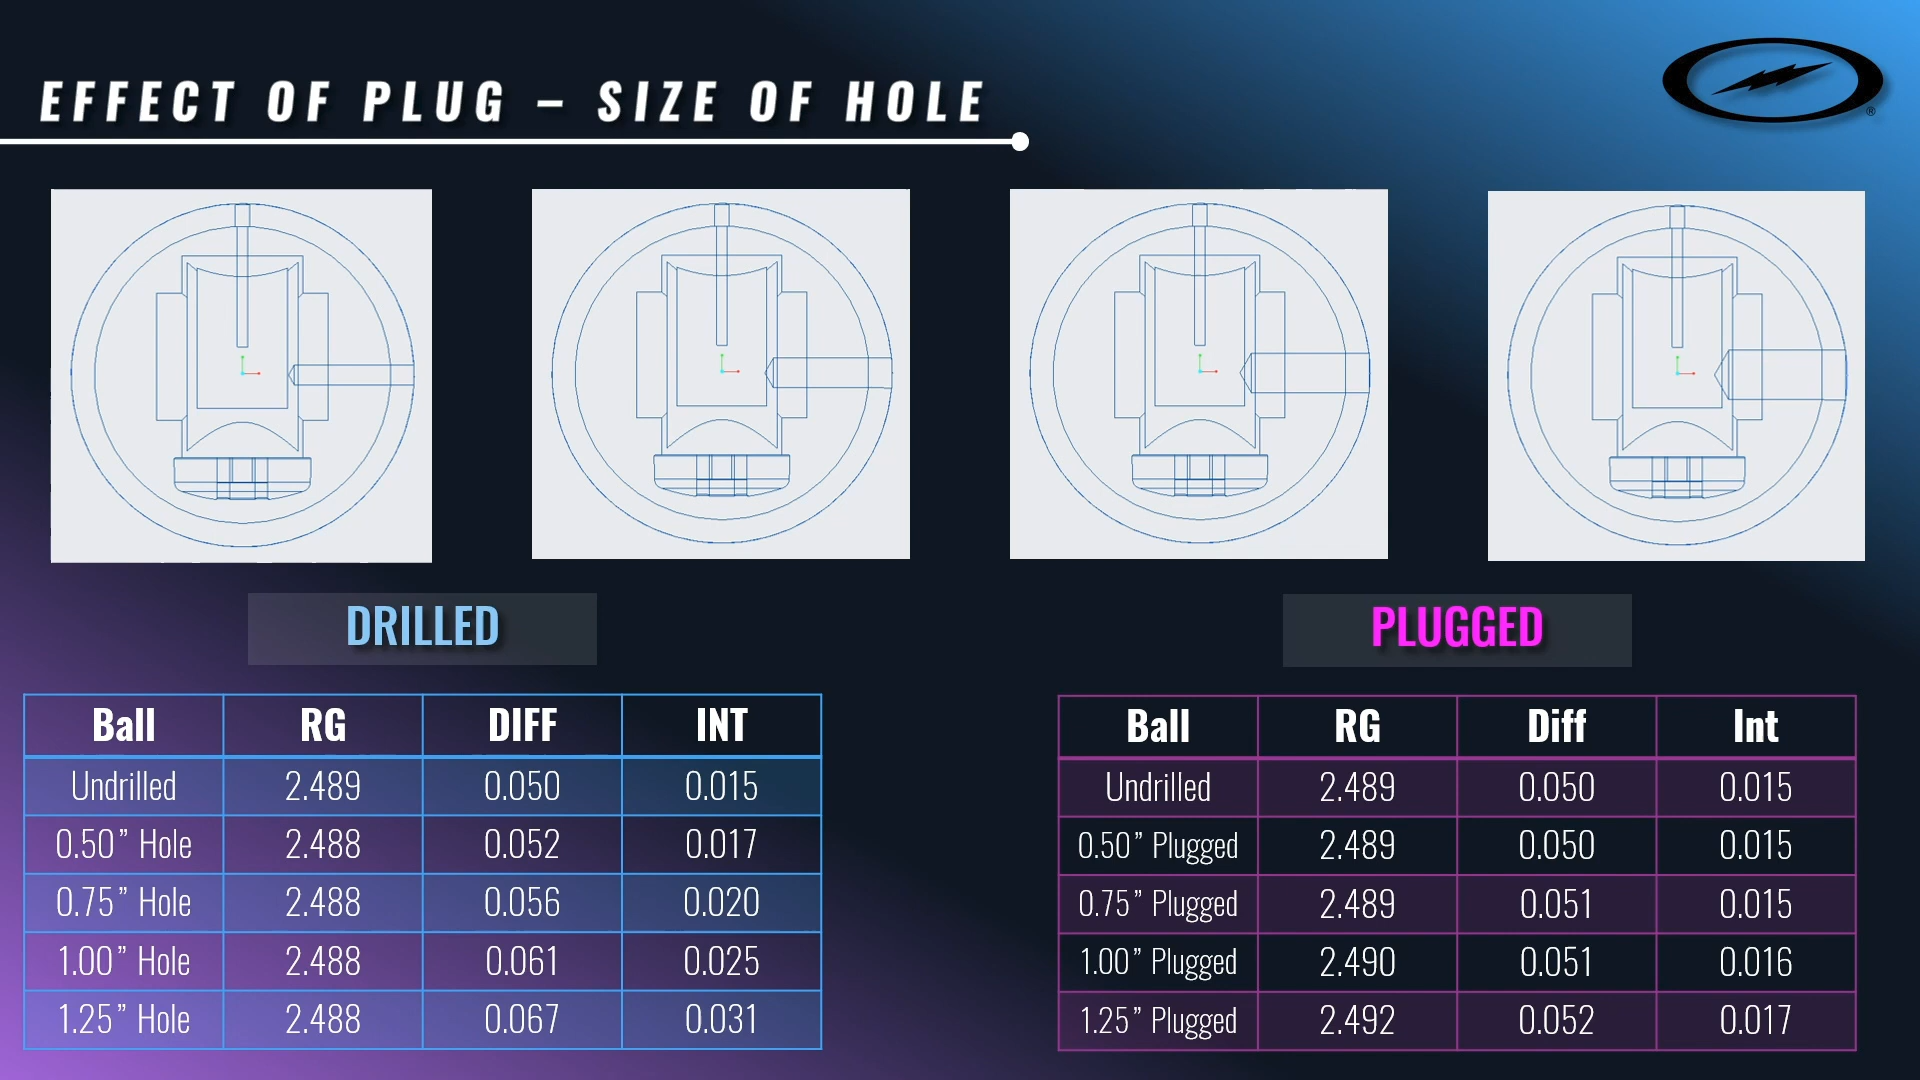 EFFECT OF PLUG – SIZE OF HOLE
®
DRILLED
Ball RG DIFF INT
Undrilled 2.489 0.050 0.015
0.50” Hole 2.488 0.052 0.017
0.75” Hole 2.488 0.056 0.020
1.00” Hole 2.488 0.061 0.025
1.25” Hole 2.488 0.067 0.031
PLUGGED
Ball RG Diff Int
Undrilled 2.489 0.050 0.015
0.50” Plugged 2.489 0.050 0.015
0.75” Plugged 2.489 0.051 0.015
1.00” Plugged 2.490 0.051 0.016
1.25” Plugged 2.492 0.052 0.017